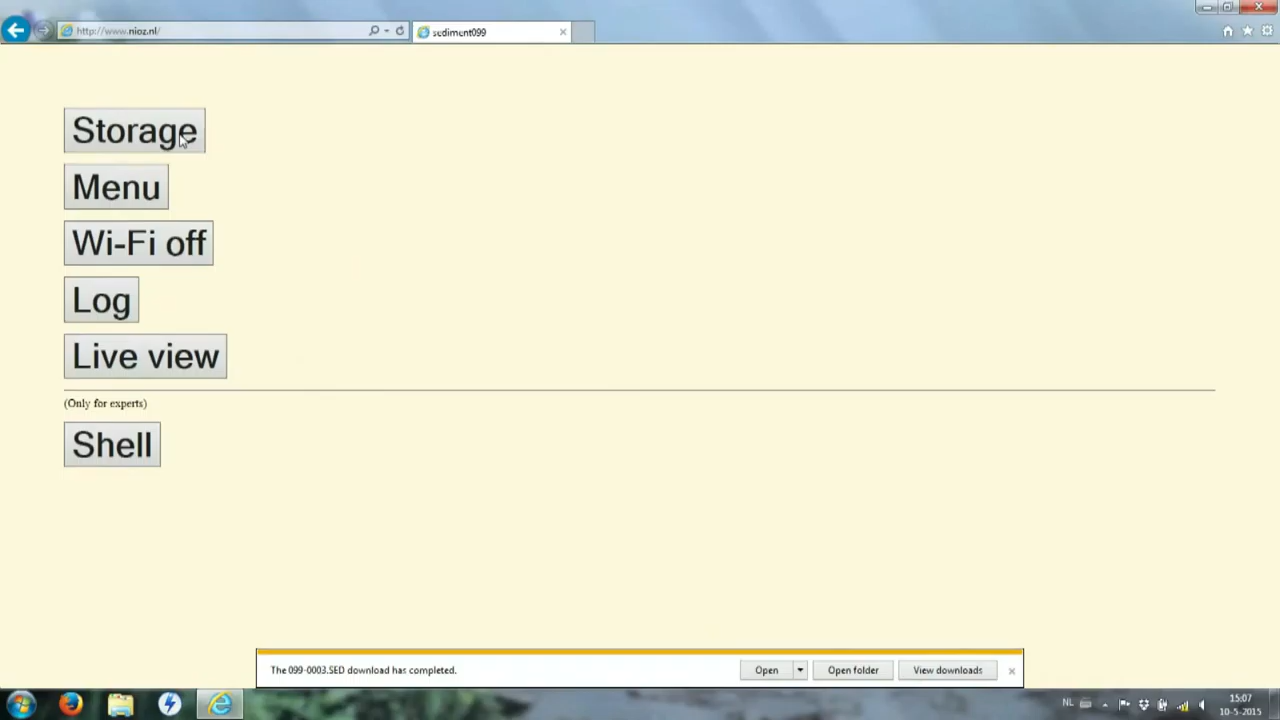 http://www.nioz.nl/
sediment099
Storage
Menu
Wi-Fi off
Log
Live view
(Only for experts)
Shell
The 099-0003.SED download has completed.
Open
Open folder
View downloads
NL
15:07
10-5-2015